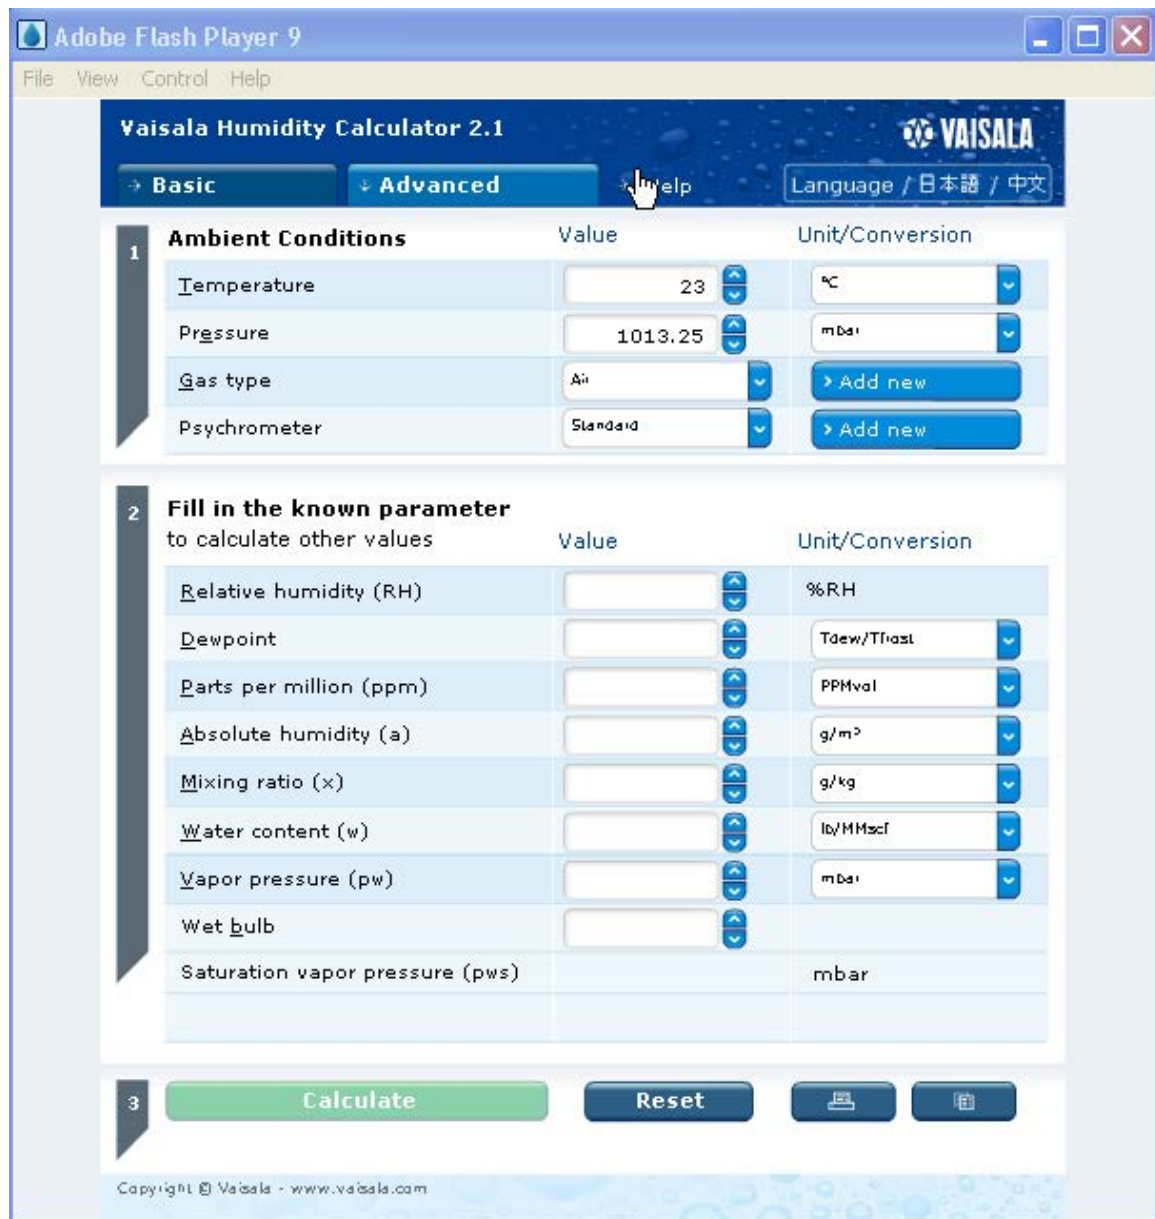 Adobe Flash Player 9
File View Control Help
Vaisala Humidity Calculator 2.1
VAISALA
Basic
Advanced
Language / 日本語 / 中文
1
Ambient Conditions Value Unit/Conversion
Temperature 23 °C
Pressure 1013.25 mbar
Gas type Air > Add new
Psychrometer Standard > Add new
2
Fill in the known parameter
to calculate other values Value Unit/Conversion
Relative humidity (RH) %RH
Dewpoint Tdew/Tfrost
Parts per million (ppm) PPMvol
Absolute humidity (a) g/m³
Mixing ratio (x) g/kg
Water content (w) lb/MMscf
Vapor pressure (pw) mbar
Wet bulb
Saturation vapor pressure (pws) mbar
3
Calculate Reset
Copyright © Vaisala - www.vaisala.com